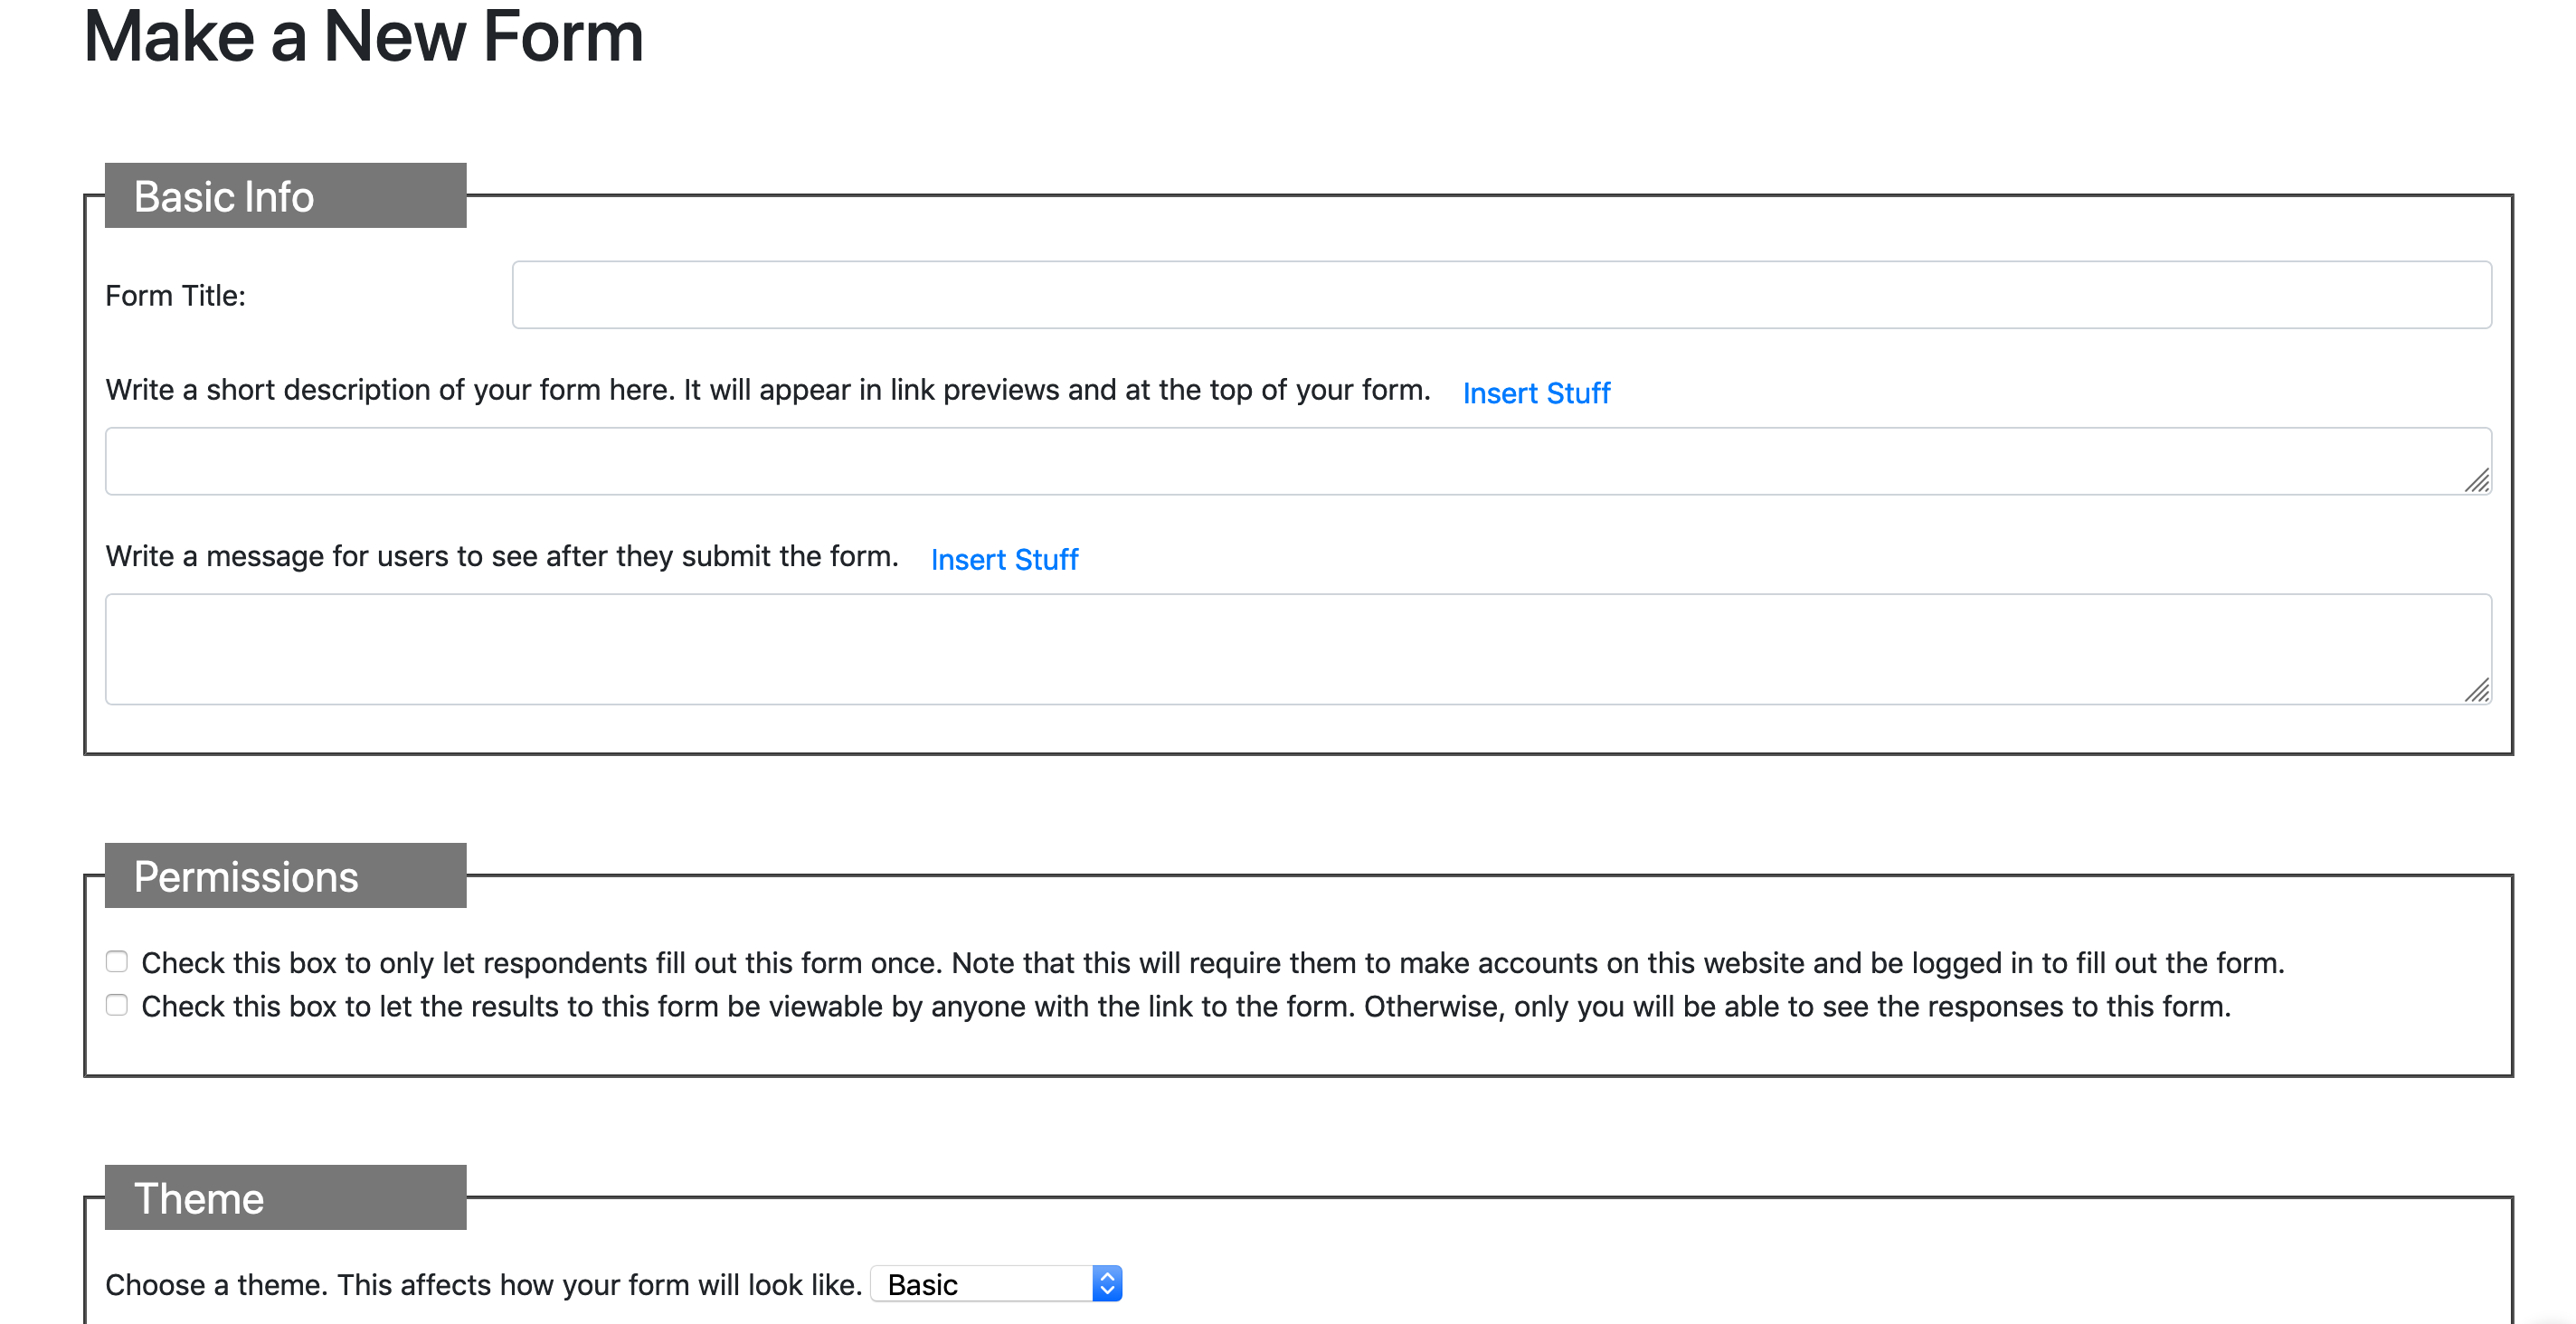 Make a New Form
Basic Info
Form Title:
Write a short description of your form here. It will appear in link previews and at the top of your form. Insert Stuff
Write a message for users to see after they submit the form. Insert Stuff
Permissions
Check this box to only let respondents fill out this form once. Note that this will require them to make accounts on this website and be logged in to fill out the form.
Check this box to let the results to this form be viewable by anyone with the link to the form. Otherwise, only you will be able to see the responses to this form.
Theme
Choose a theme. This affects how your form will look like. Basic